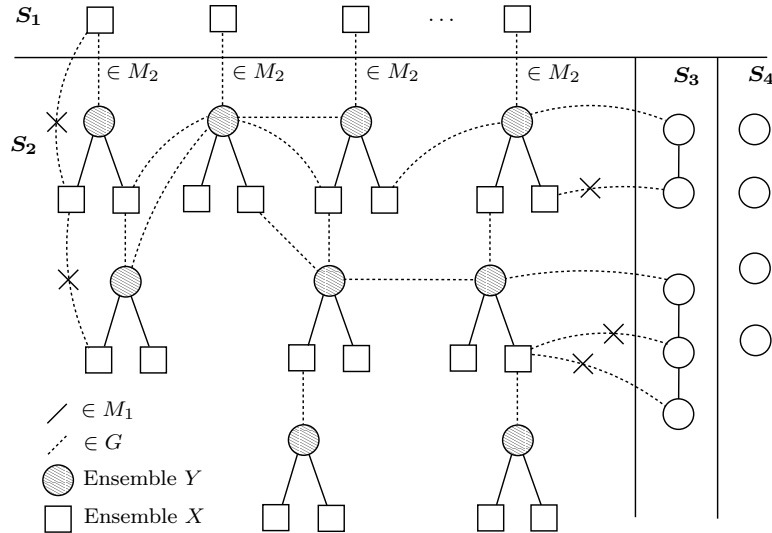 S₁
· · ·
∈ M₂ ∈ M₂ ∈ M₂ ∈ M₂
S₃ S₄
S₂
∈ M₁
∈ G
Ensemble Y
Ensemble X